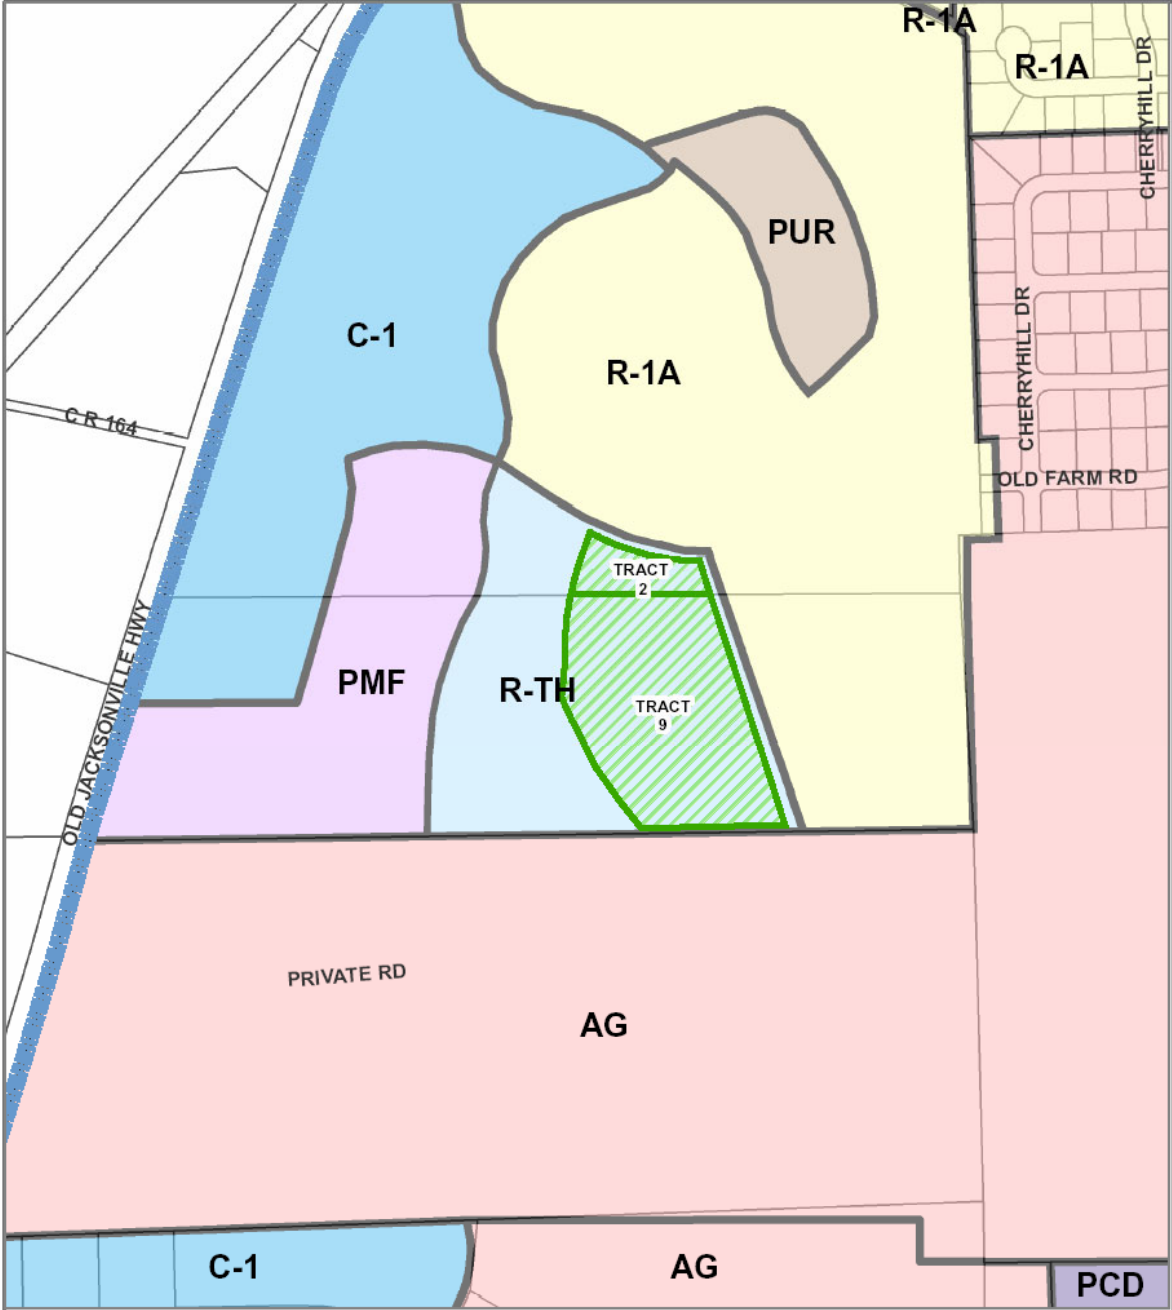 R-1A
R-1A
CHERRYHILL DR
PUR
C-1
R-1A
CHERRYHILL DR
C R 164
OLD FARM RD
TRACT
2
OLD JACKSONVILLE HWY
PMF
R-TH
TRACT
9
PRIVATE RD
AG
C-1
AG
PCD